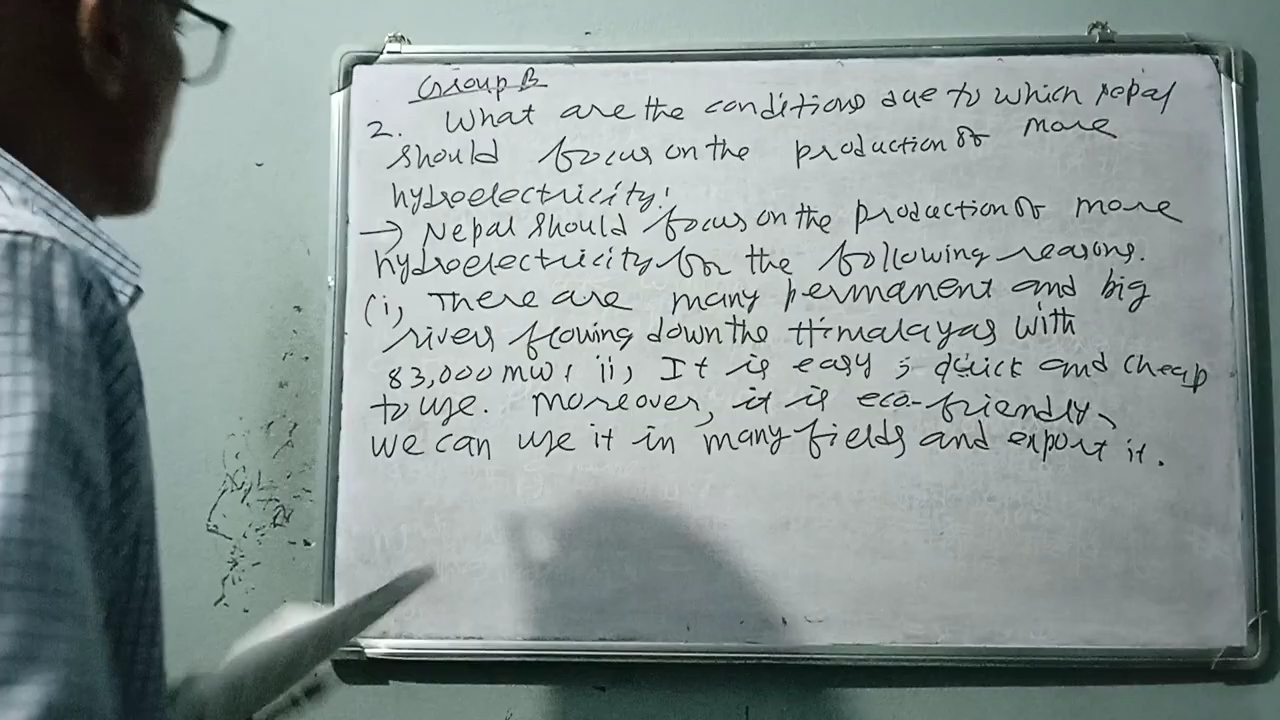 Group B
2. What are the conditions due to which Nepal
should focus on the production of more
hydroelectricity!
→ Nepal should focus on the production of more
hydroelectricity for the following reasons.
(i) There are many permanent and big
rivers flowing down the Himalayas with
83,000 MW, ii) It is easy, quick and cheap
to use. Moreover, it is eco-friendly,
we can use it in many fields and export it.